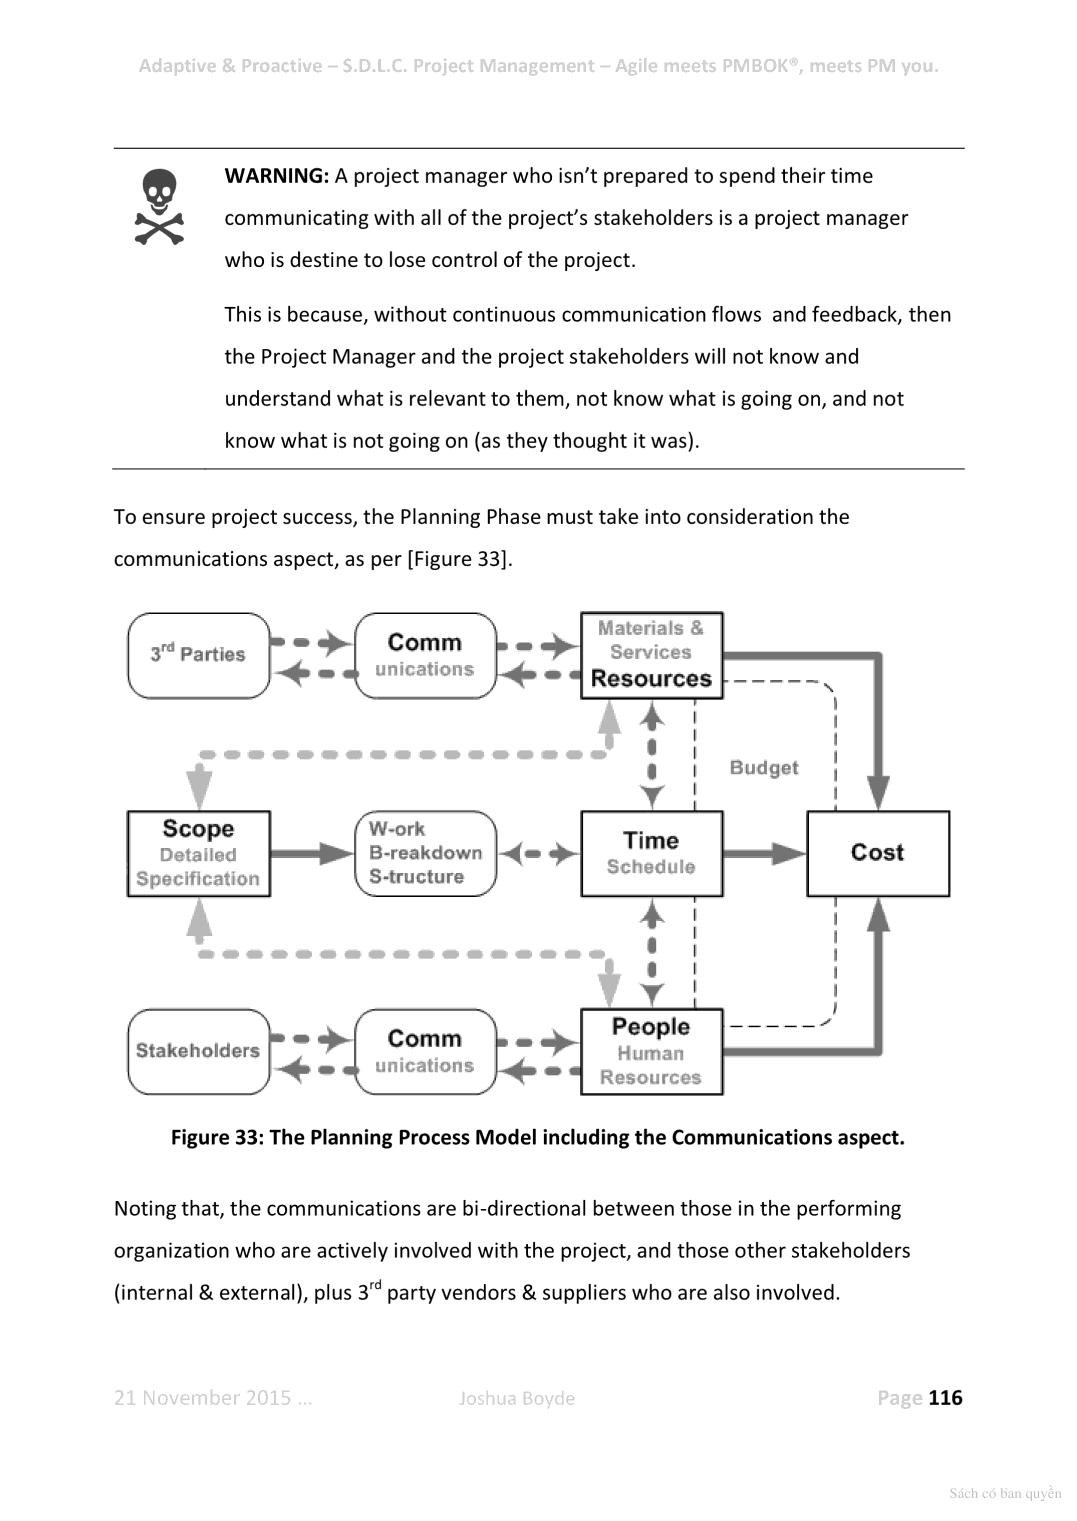 Adaptive & Proactive – S.D.L.C. Project Management – Agile meets PMBOK®, meets PM you.
WARNING: A project manager who isn’t prepared to spend their time
communicating with all of the project’s stakeholders is a project manager
who is destine to lose control of the project.
This is because, without continuous communication flows  and feedback, then
the Project Manager and the project stakeholders will not know and
understand what is relevant to them, not know what is going on, and not
know what is not going on (as they thought it was).
To ensure project success, the Planning Phase must take into consideration the
communications aspect, as per [Figure 33].
3rd Parties
Comm
unications
Materials &
Services
Resources
Budget
Scope
Detailed
Specification
W-ork
B-reakdown
S-tructure
Time
Schedule
Cost
Stakeholders
Comm
unications
People
Human
Resources
Figure 33: The Planning Process Model including the Communications aspect.
Noting that, the communications are bi-directional between those in the performing
organization who are actively involved with the project, and those other stakeholders
(internal & external), plus 3rd party vendors & suppliers who are also involved.
21 November 2015 ...
Joshua Boyde
Page 116
Sách có bản quyền